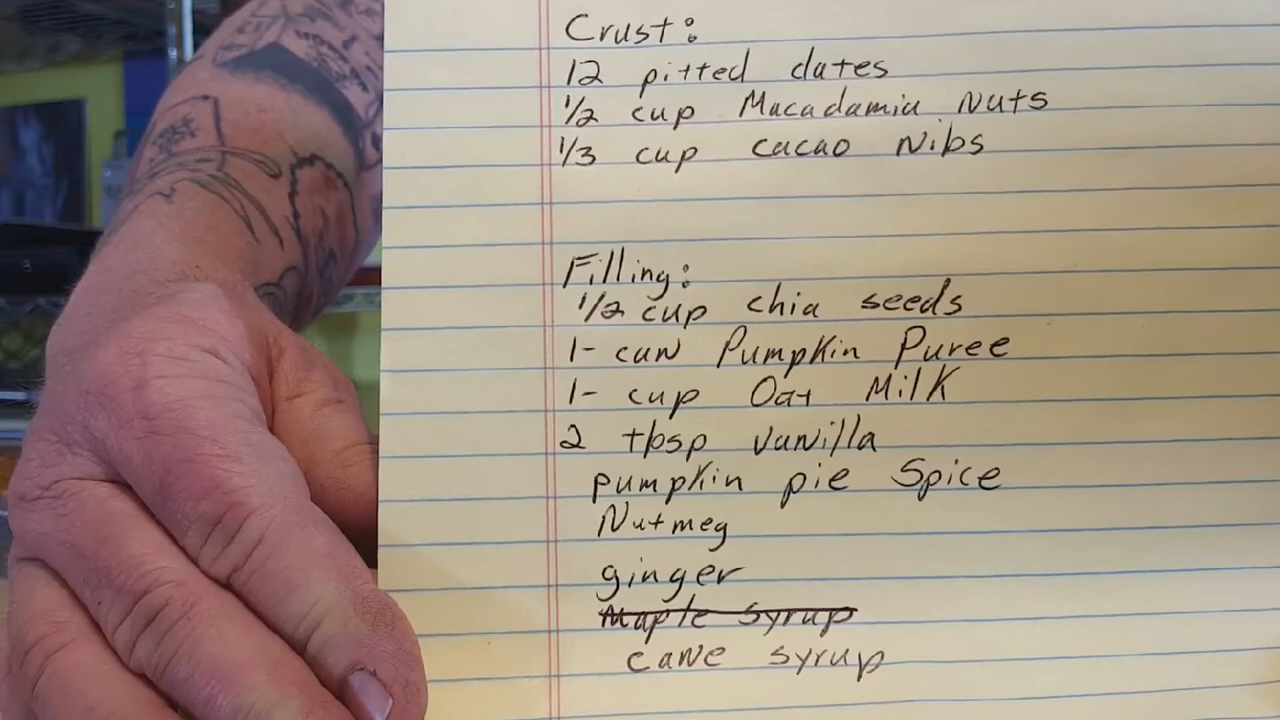 Crust:
12 pitted dates
1/2 cup Macadamia Nuts
1/3 cup cacao Nibs
Filling:
1/2 cup chia seeds
1- can Pumpkin Puree
1- cup Oat Milk
2 tbsp vanilla
pumpkin pie Spice
Nutmeg
ginger
Maple Syrup
cane syrup